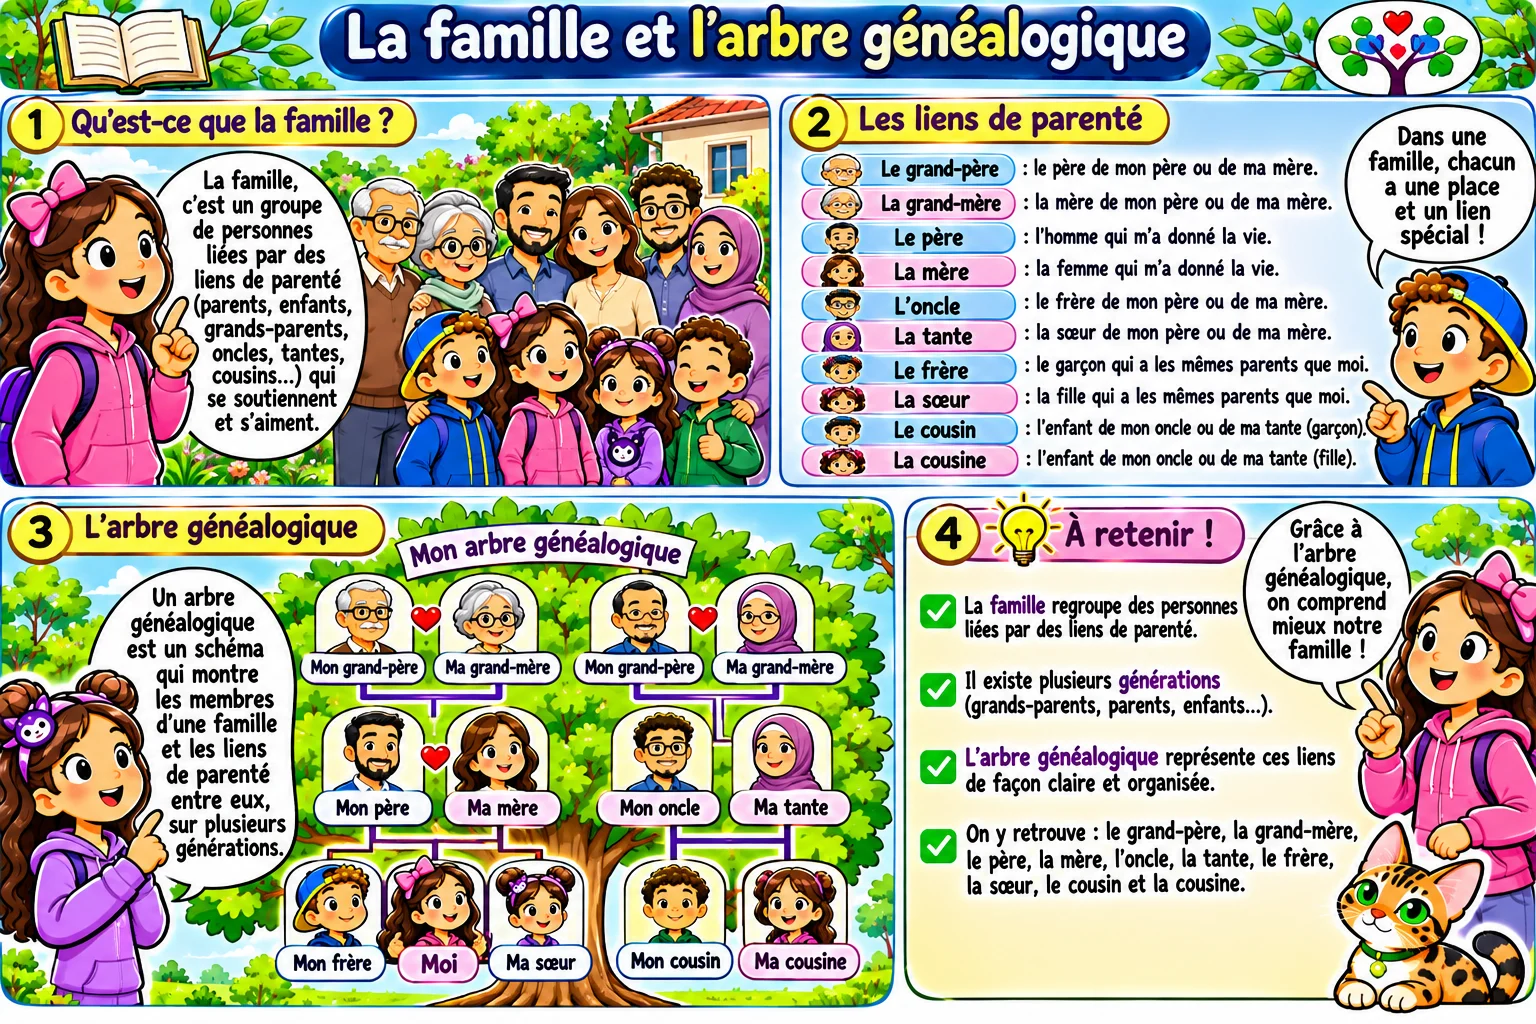 La famille et l'arbre généalogique
1 Qu'est-ce que la famille ?
La famille,
c'est un groupe
de personnes
liées par des
liens de parenté
(parents, enfants,
grands-parents,
oncles, tantes,
cousins...) qui
se soutiennent
et s'aiment.
2 Les liens de parenté
Le grand-père : le père de mon père ou de ma mère.
La grand-mère : la mère de mon père ou de ma mère.
Le père : l'homme qui m'a donné la vie.
La mère : la femme qui m'a donné la vie.
L'oncle : le frère de mon père ou de ma mère.
La tante : la sœur de mon père ou de ma mère.
Le frère : le garçon qui a les mêmes parents que moi.
La sœur : la fille qui a les mêmes parents que moi.
Le cousin : l'enfant de mon oncle ou de ma tante (garçon).
La cousine : l'enfant de mon oncle ou de ma tante (fille).
Dans une
famille, chacun
a une place
et un lien
spécial !
3 L'arbre généalogique
Un arbre
généalogique
est un schéma
qui montre
les membres
d'une famille
et les liens
de parenté
entre eux,
sur plusieurs
générations.
Mon arbre généalogique
Mon grand-père Ma grand-mère Mon grand-père Ma grand-mère
Mon père Ma mère Mon oncle Ma tante
Mon frère Moi Ma sœur Mon cousin Ma cousine
4 À retenir !
La famille regroupe des personnes
liées par des liens de parenté.
Il existe plusieurs générations
(grands-parents, parents, enfants...).
L'arbre généalogique représente ces liens
de façon claire et organisée.
On y retrouve : le grand-père, la grand-mère,
le père, la mère, l'oncle, la tante, le frère,
la sœur, le cousin et la cousine.
Grâce à
l'arbre
généalogique,
on comprend
mieux notre
famille !